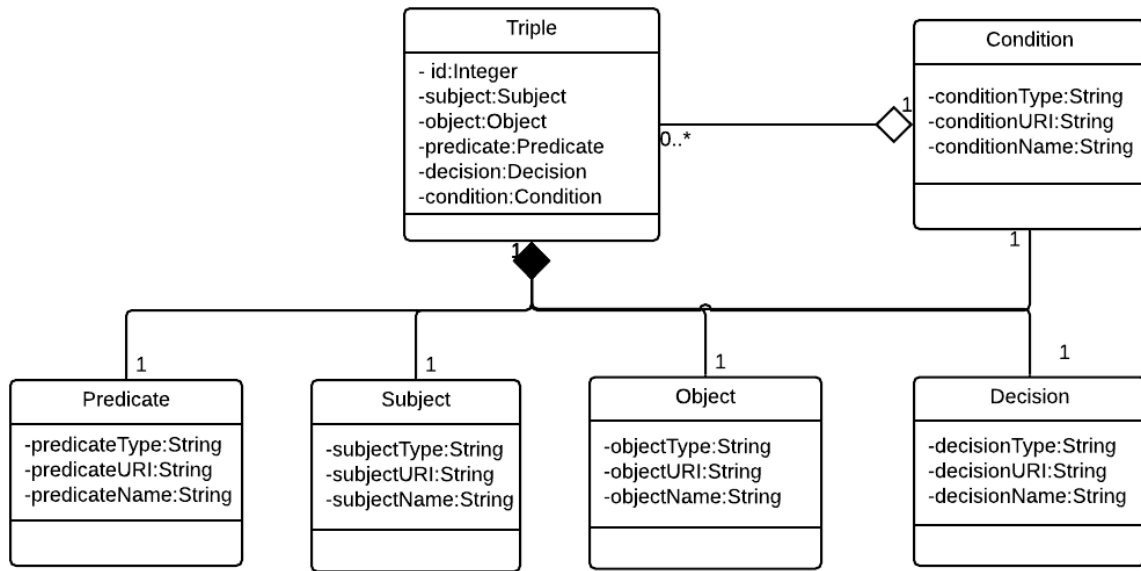 Triple
- id:Integer
-subject:Subject
-object:Object
-predicate:Predicate
-decision:Decision
-condition:Condition
Condition
-conditionType:String
-conditionURI:String
-conditionName:String
1
0..*
1
1
1
1
1
1
Predicate
-predicateType:String
-predicateURI:String
-predicateName:String
Subject
-subjectType:String
-subjectURI:String
-subjectName:String
Object
-objectType:String
-objectURI:String
-objectName:String
Decision
-decisionType:String
-decisionURI:String
-decisionName:String